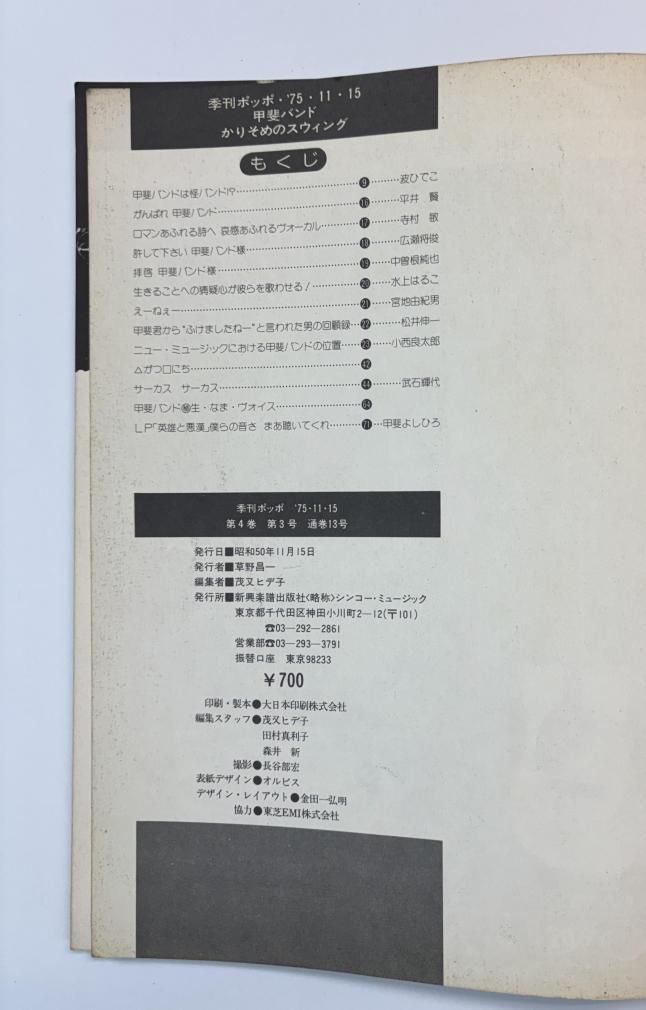 季刊ポッポ・'75・11・15
甲斐バンド
かりそめのスウィング
もくじ
甲斐バンドは怪バンド!?……………………❾………波ひでこ
がんばれ 甲斐バンド……………………⓰………平井 賢
ロマンあふれる詩へ 哀感あふれるヴォーカル………⓱………寺村 敏
許して下さい 甲斐バンド様……………………⓲………広瀬将俊
拝啓 甲斐バンド様……………………⓳………中曽根純也
生きることへの猜疑心が彼らを歌わせる!………⓴………水上はるこ
えーねぇー……………………㉑………宮地由紀男
甲斐君から“ふけましたねー”と言われた男の回顧録…㉒………松井伸一
ニュー・ミュージックにおける甲斐バンドの位置……㉓……小西良太郎
△がつ□にち……………………㊷
サーカス サーカス……………………㊹………武石輝代
甲斐バンド㊙生・なま・ヴォイス……………………64
LP「英雄と悪漢」僕らの音さ まあ聴いてくれ………71…甲斐よしひろ
季刊ポッポ '75・11・15
第4巻 第3号 通巻13号
発行日■昭和50年11月15日
発行者■草野昌一
編集者■茂又ヒデ子
発行所■新興楽譜出版社<略称>シンコー・ミュージック
東京都千代田区神田小川町2―12(〒101)
☎03―292―2861
営業部☎03―293―3791
振替口座 東京98233
¥700
印刷・製本●大日本印刷株式会社
編集スタッフ●茂又ヒデ子
田村真利子
森井 新
撮影●長谷部宏
表紙デザイン●オルビス
デザイン・レイアウト●金田一弘明
協力●東芝EMI株式会社